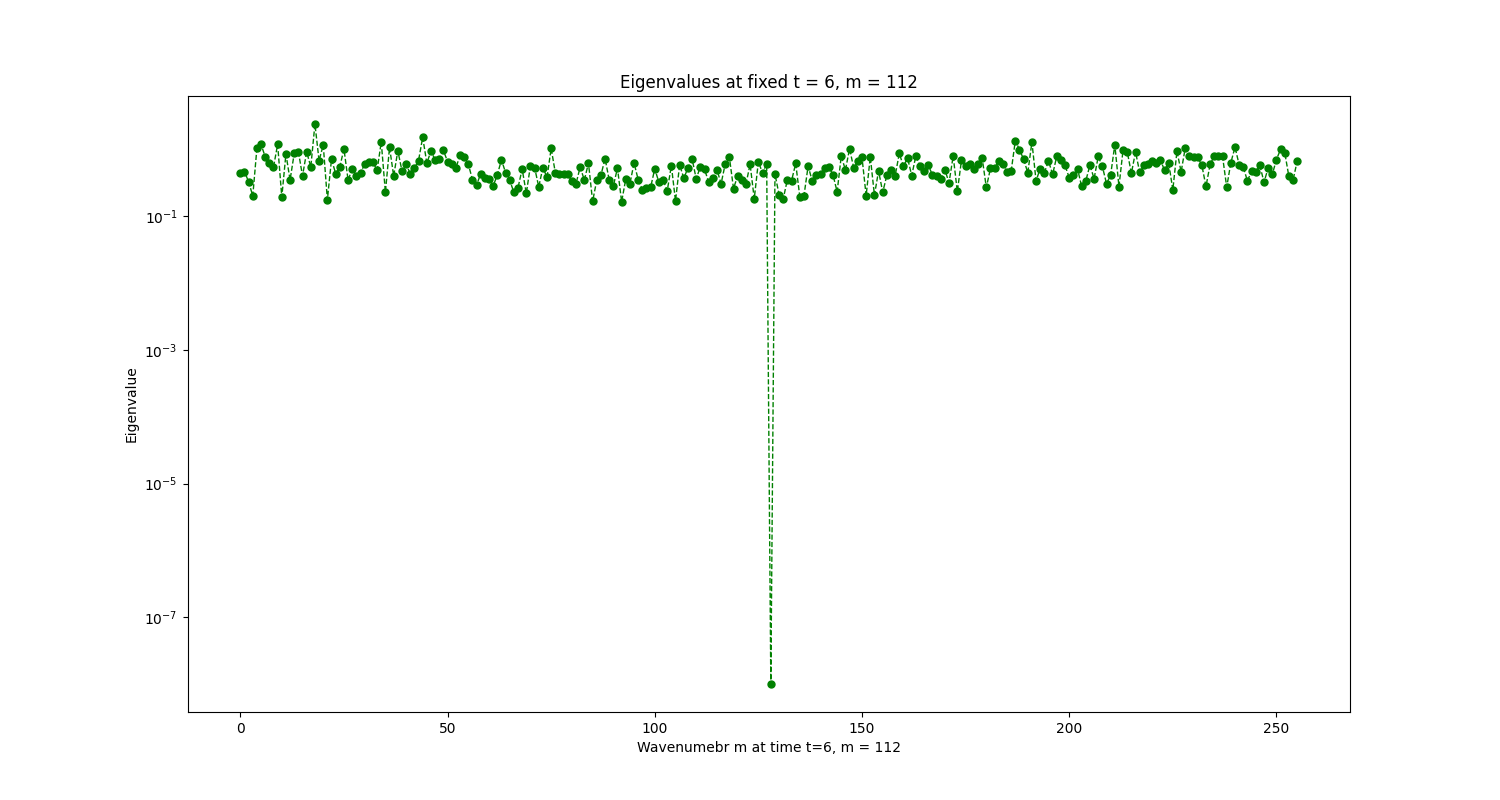 Eigenvalues at fixed t = 6, m = 112
10⁻¹
10⁻³
10⁻⁵
10⁻⁷
Eigenvalue
0 50 100 150 200 250
Wavenumebr m at time t=6, m = 112